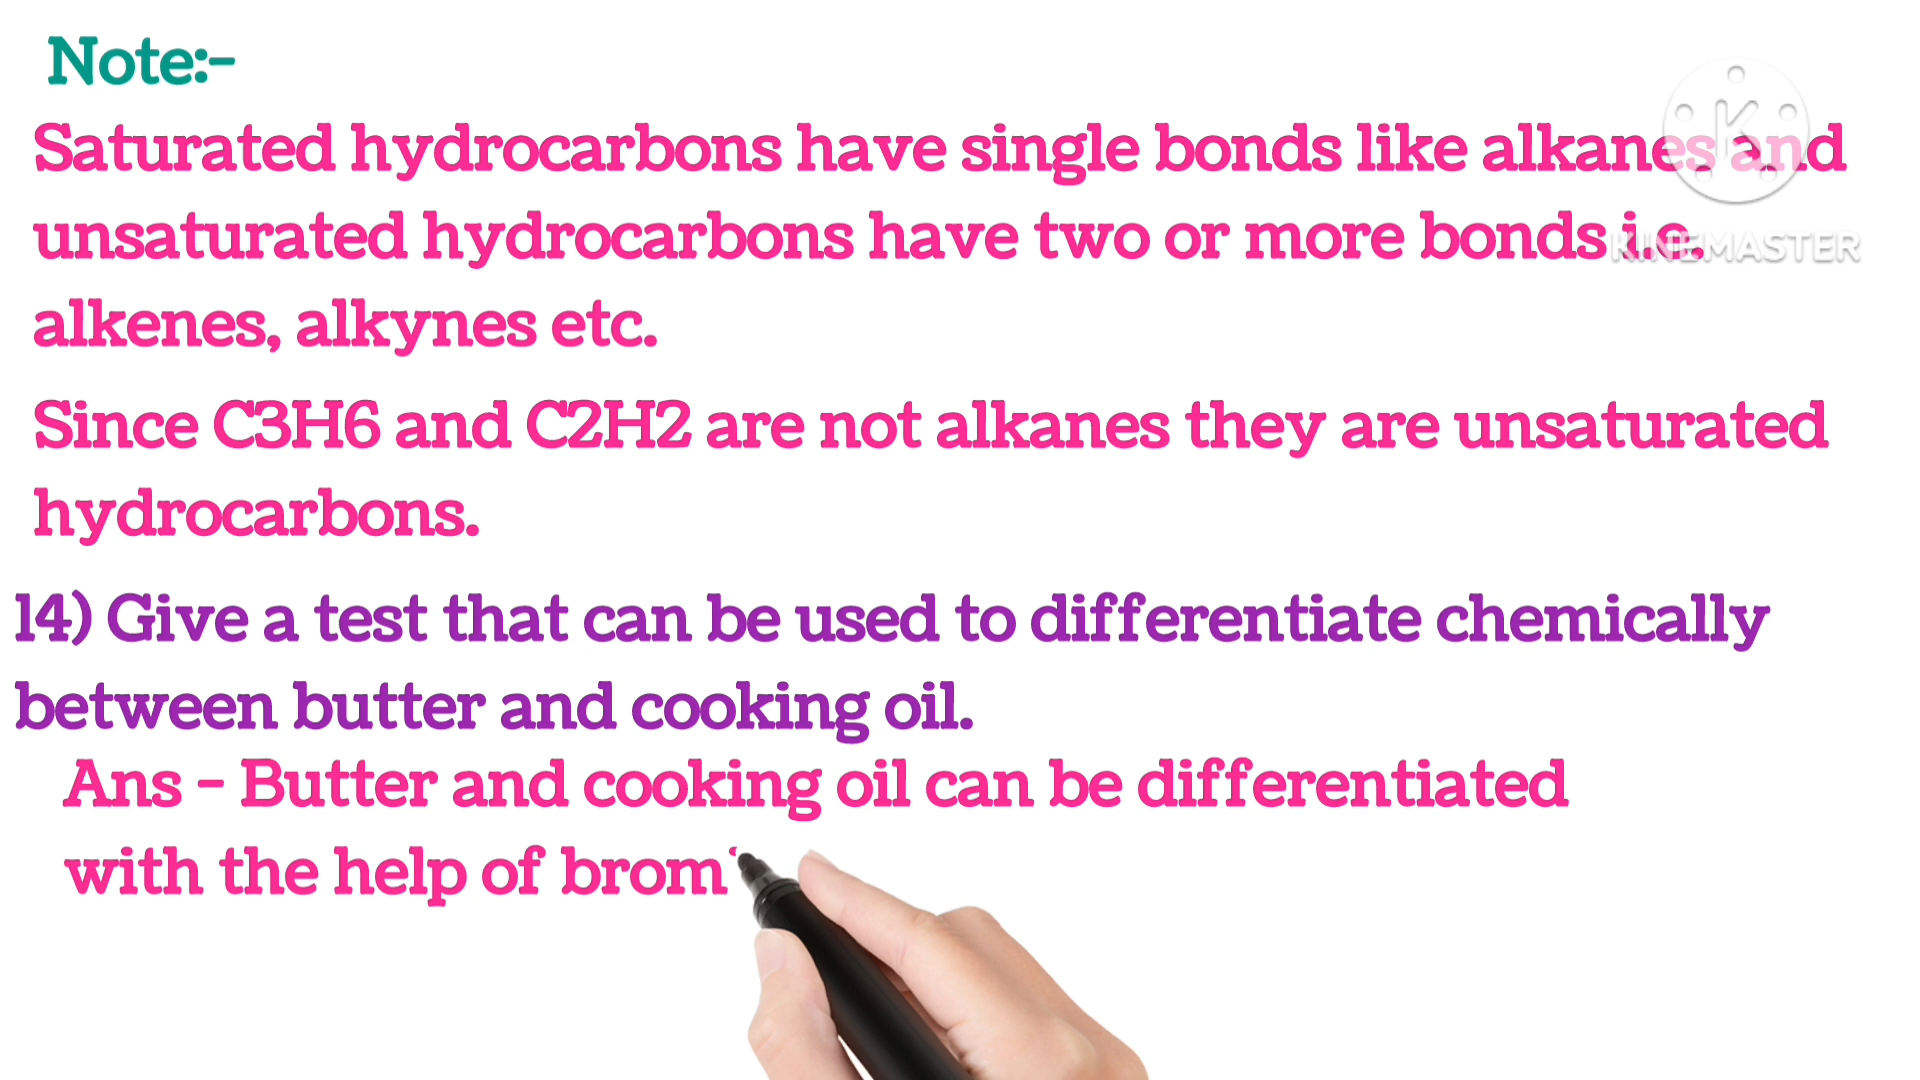 Note:-
Saturated hydrocarbons have single bonds like alkanes and
unsaturated hydrocarbons have two or more bonds i.e.
KINEMASTER
alkenes, alkynes etc.
Since C3H6 and C2H2 are not alkanes they are unsaturated
hydrocarbons.
14) Give a test that can be used to differentiate chemically
between butter and cooking oil.
Ans - Butter and cooking oil can be differentiated
with the help of brom